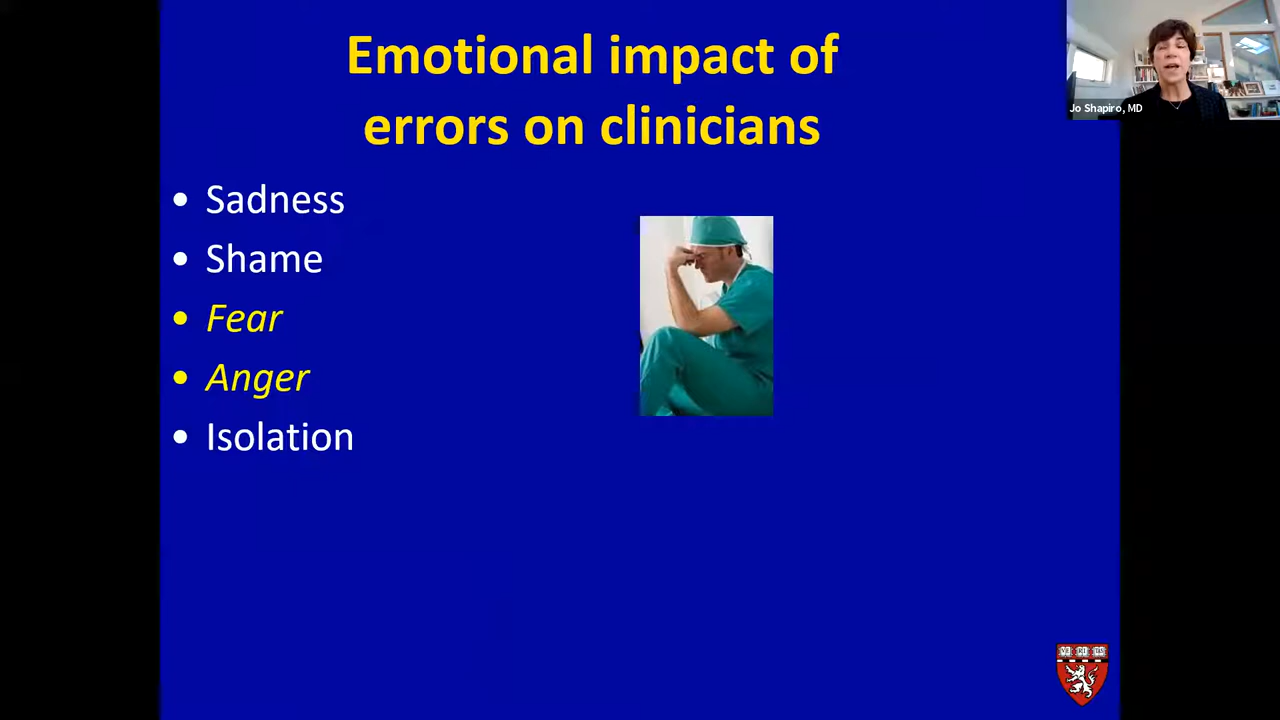 Emotional impact of
errors on clinicians
Jo Shapiro, MD
• Sadness
• Shame
• Fear
• Anger
• Isolation